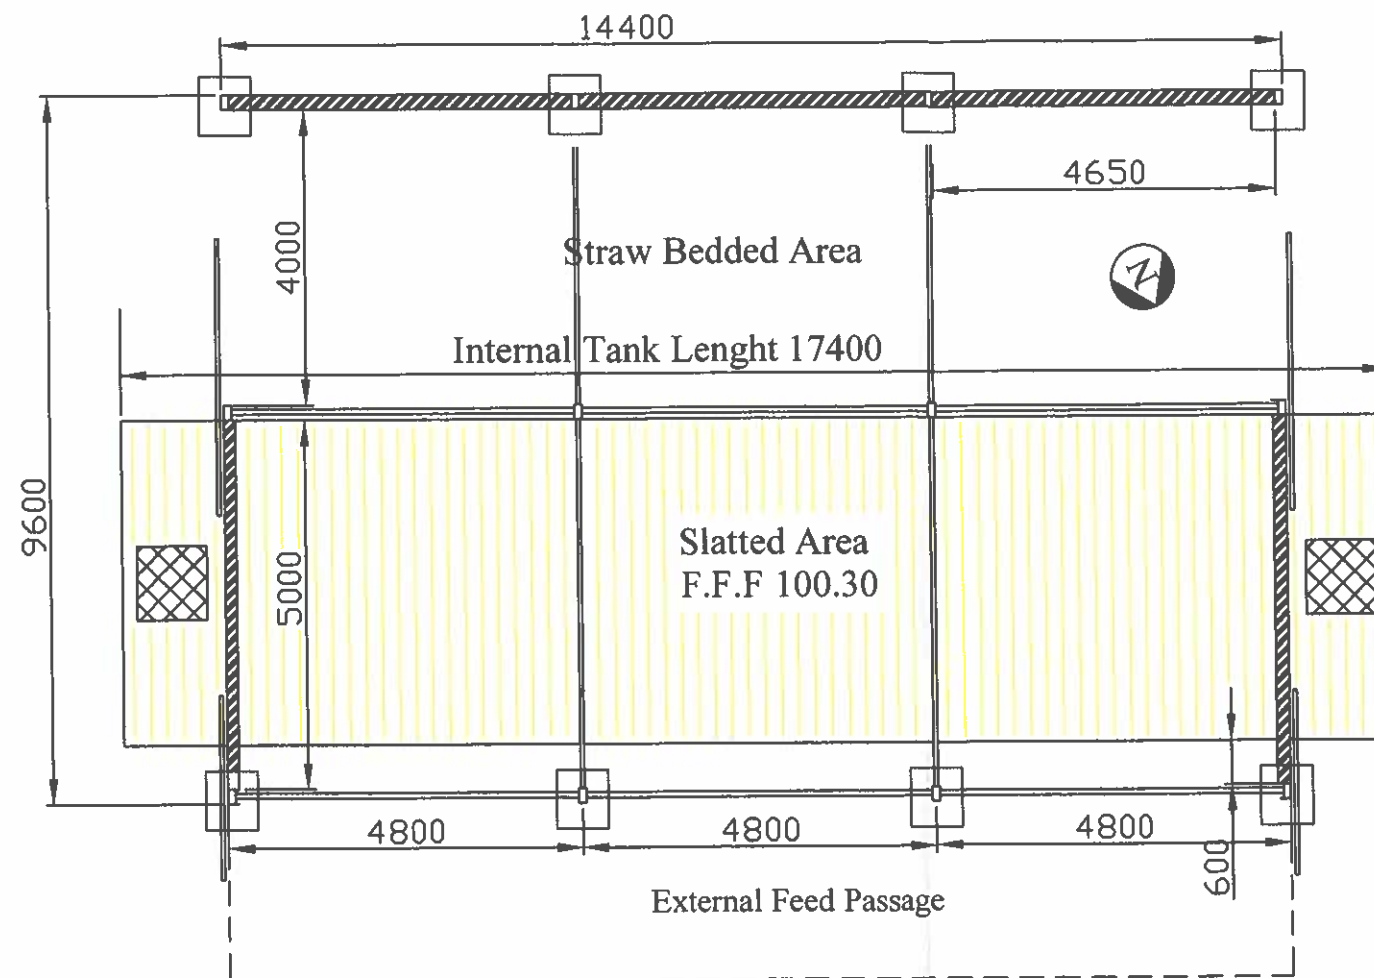 14400
4650
4000
Straw Bedded Area
N
Internal Tank Lenght 17400
9600
5000
Slatted Area
F.F.F 100.30
4800
4800
4800
600
External Feed Passage